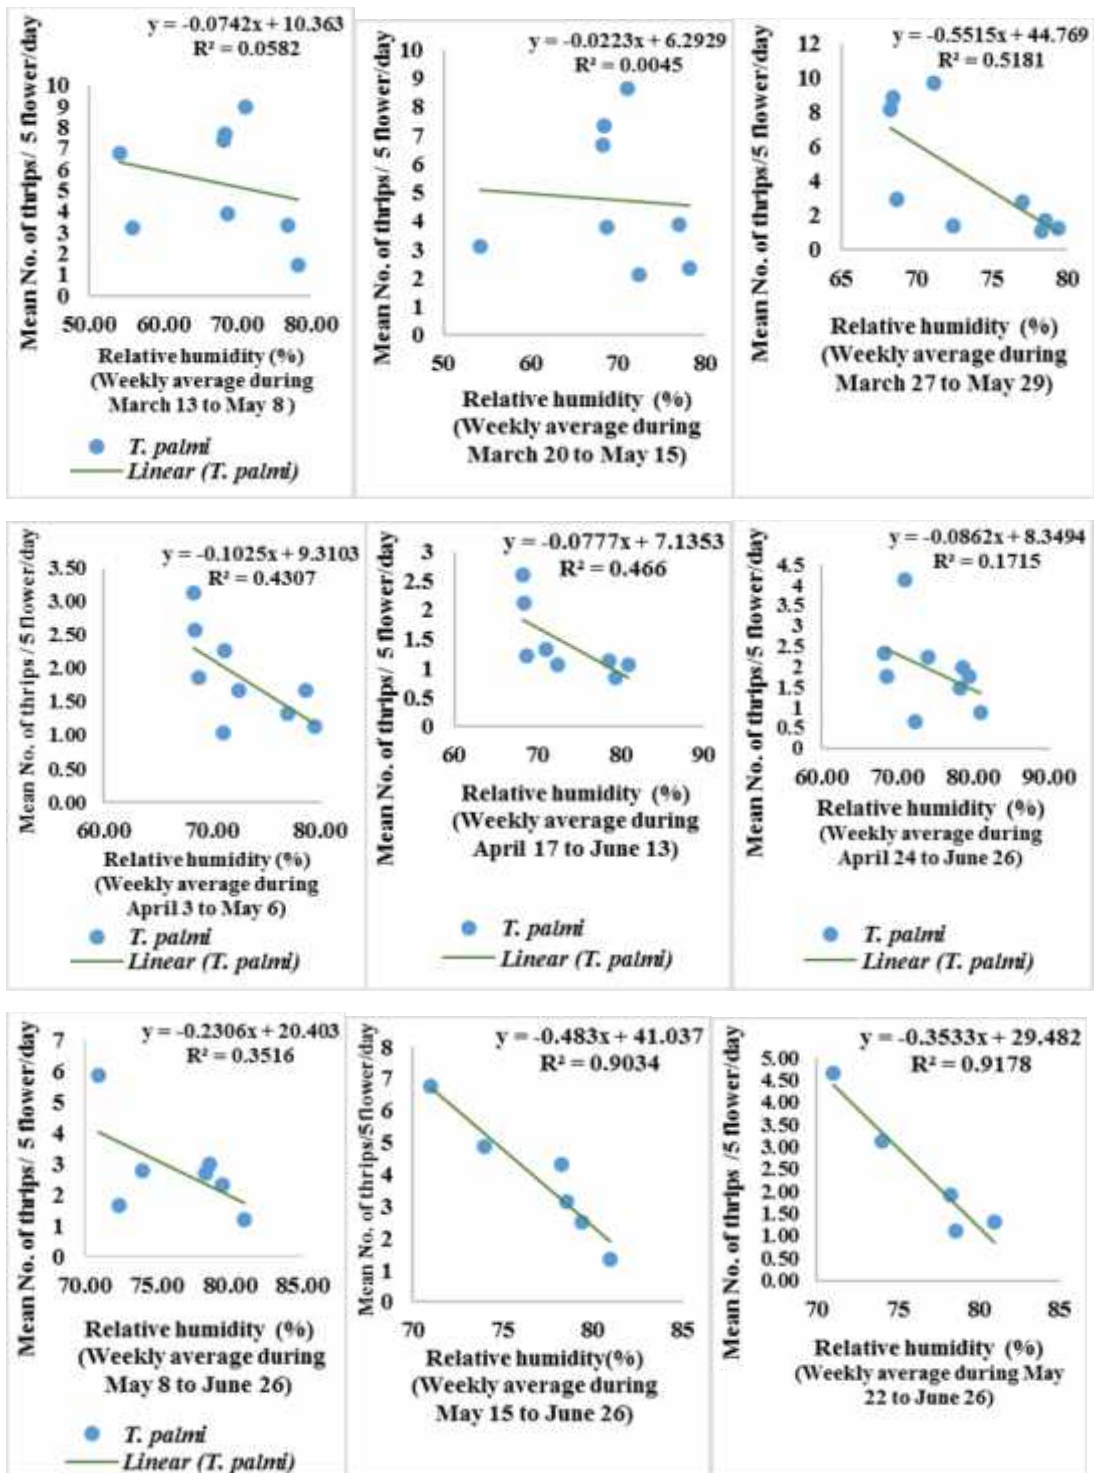 y = -0.0742x + 10.363
R² = 0.0582
Mean No. of thrips/ 5 flower/day
10
9
8
7
6
5
4
3
2
1
0
50.00 60.00 70.00 80.00
Relative humidity (%)
(Weekly average during
March 13 to May 8 )
T. palmi
Linear (T. palmi)
y = -0.0223x + 6.2929
R² = 0.0045
Mean No. of thrips/ 5 flower/day
10
9
8
7
6
5
4
3
2
1
0
50 60 70 80
Relative humidity (%)
(Weekly average during
March 20 to May 15)
y = -0.5515x + 44.769
R² = 0.5181
Mean No. of thrips/5 flower/day
12
10
8
6
4
2
0
65 70 75 80
Relative humidity (%)
(Weekly average during
March 27 to May 29)
y = -0.1025x + 9.3103
R² = 0.4307
Mean No. of thrips / 5 flower/day
3.50
3.00
2.50
2.00
1.50
1.00
0.50
0.00
60.00 70.00 80.00
Relative humidity (%)
(Weekly average during
April 3 to May 6)
T. palmi
Linear (T. palmi)
y = -0.0777x + 7.1353
R² = 0.466
Mean No. of thrips/ 5 flower/day
3
2.5
2
1.5
1
0.5
0
60 70 80 90
Relative humidity (%)
(Weekly average during
April 17 to June 13)
T. palmi
Linear (T. palmi)
y = -0.0862x + 8.3494
R² = 0.1715
Mean No. of thrips/5 flower/day
4.5
4
3.5
3
2.5
2
1.5
1
0.5
0
60.00 70.00 80.00 90.00
Relative humidity (%)
(Weekly average during
April 24 to June 26)
T. palmi
Linear (T. palmi)
y = -0.2306x + 20.403
R² = 0.3516
Mean No. of thrips/ 5 flower/day
7
6
5
4
3
2
1
0
70.00 75.00 80.00 85.00
Relative humidity (%)
(Weekly average during
May 8 to June 26)
T. palmi
Linear (T. palmi)
y = -0.483x + 41.037
R² = 0.9034
Mean No. of thrips/5 flower/day
8
7
6
5
4
3
2
1
0
70 75 80 85
Relative humidity(%)
(Weekly average during
May 15 to June 26)
y = -0.3533x + 29.482
R² = 0.9178
Mean No. of thrips /5 flower/day
5.00
4.50
4.00
3.50
3.00
2.50
2.00
1.50
1.00
0.50
0.00
70 75 80 85
Relative humidity (%)
(Weekly average during May
22 to June 26)